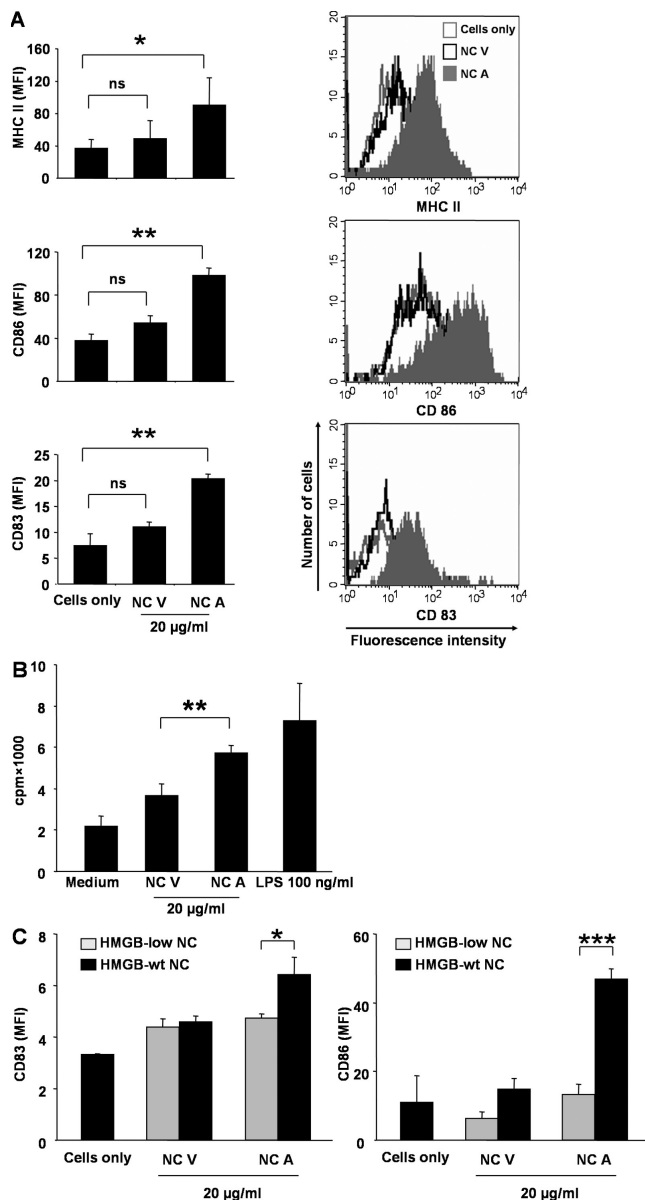 A
MHC II (MFI)
160
120
80
40
0
*
ns
20
15
10
5
0
Cells only
NC V
NC A
10⁰ 10¹ 10² 10³ 10⁴
MHC II
CD86 (MFI)
120
80
40
0
**
ns
20
15
10
5
0
10⁰ 10¹ 10² 10³ 10⁴
CD 86
CD83 (MFI)
25
20
15
10
5
0
**
ns
Cells only NC V NC A
20 µg/ml
Number of cells
20
15
10
5
0
10⁰ 10¹ 10² 10³ 10⁴
CD 83
Fluorescence intensity
B
cpm×1000
10
8
6
4
2
0
**
Medium NC V NC A LPS 100 ng/ml
20 µg/ml
C
CD83 (MFI)
8
6
4
2
0
HMGB-low NC
HMGB-wt NC
*
Cells only NC V NC A
20 µg/ml
CD86 (MFI)
60
40
20
0
HMGB-low NC
HMGB-wt NC
***
Cells only NC V NC A
20 µg/ml